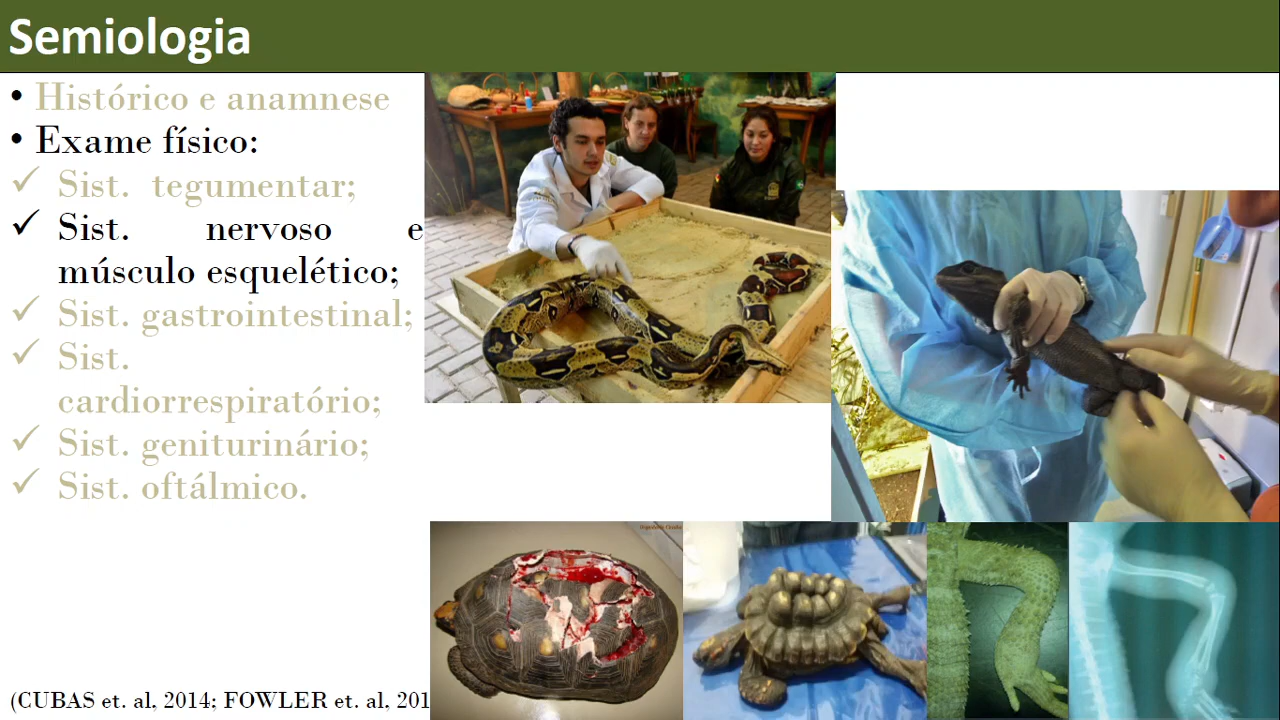 Semiologia
• Histórico e anamnese
• Exame físico:
✓ Sist. tegumentar;
✓ Sist. nervoso e
músculo esquelético;
✓ Sist. gastrointestinal;
✓ Sist.
cardiorrespiratório;
✓ Sist. geniturinário;
✓ Sist. oftálmico.
(CUBAS et. al, 2014; FOWLER et. al, 201